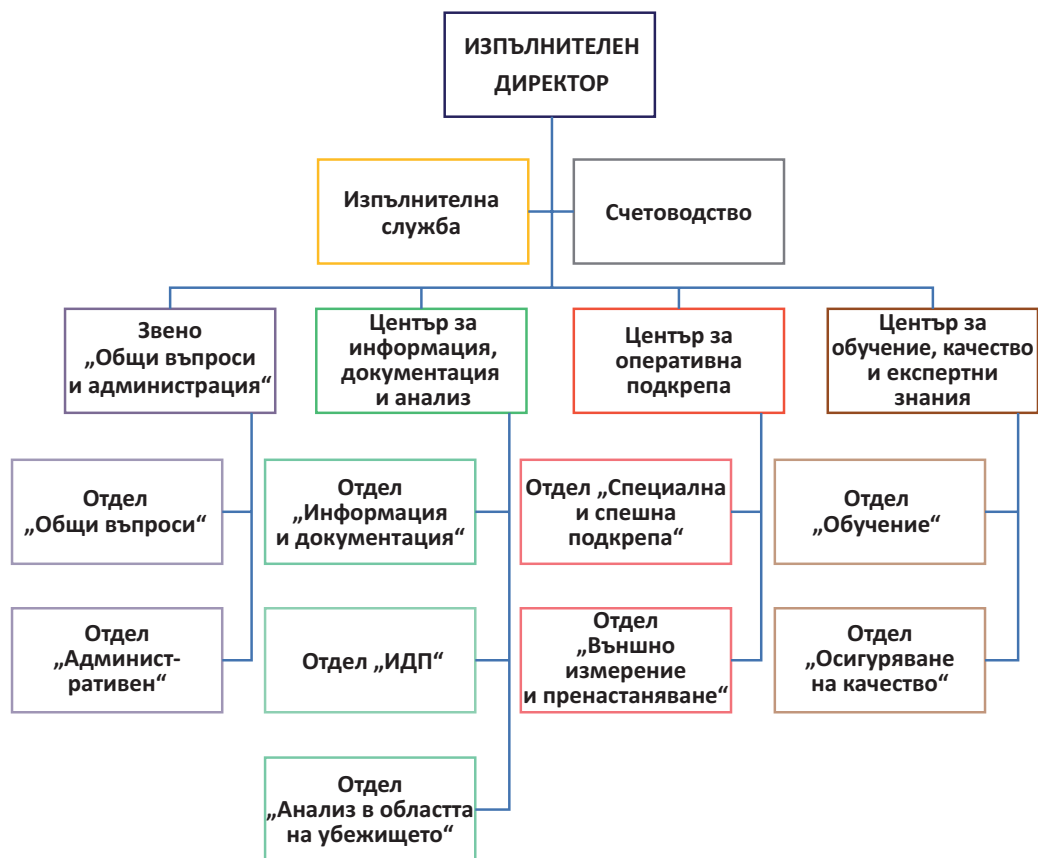 ИЗПЪЛНИТЕЛЕН
ДИРЕКТОР
Изпълнителна
служба
Счетоводство
Звено
„Общи въпроси
и администрация“
Център за
информация,
документация
и анализ
Център за
оперативна
подкрепа
Център за
обучение, качество
и експертни
знания
Отдел
„Общи въпроси“
Отдел
„Информация
и документация“
Отдел „Специална
и спешна
подкрепа“
Отдел
„Обучение“
Отдел
„Админист-
ративен“
Отдел „ИДП“
Отдел
„Външно
измерение
и пренастаняване“
Отдел
„Осигуряване
на качество“
Отдел
„Анализ в областта
на убежището“